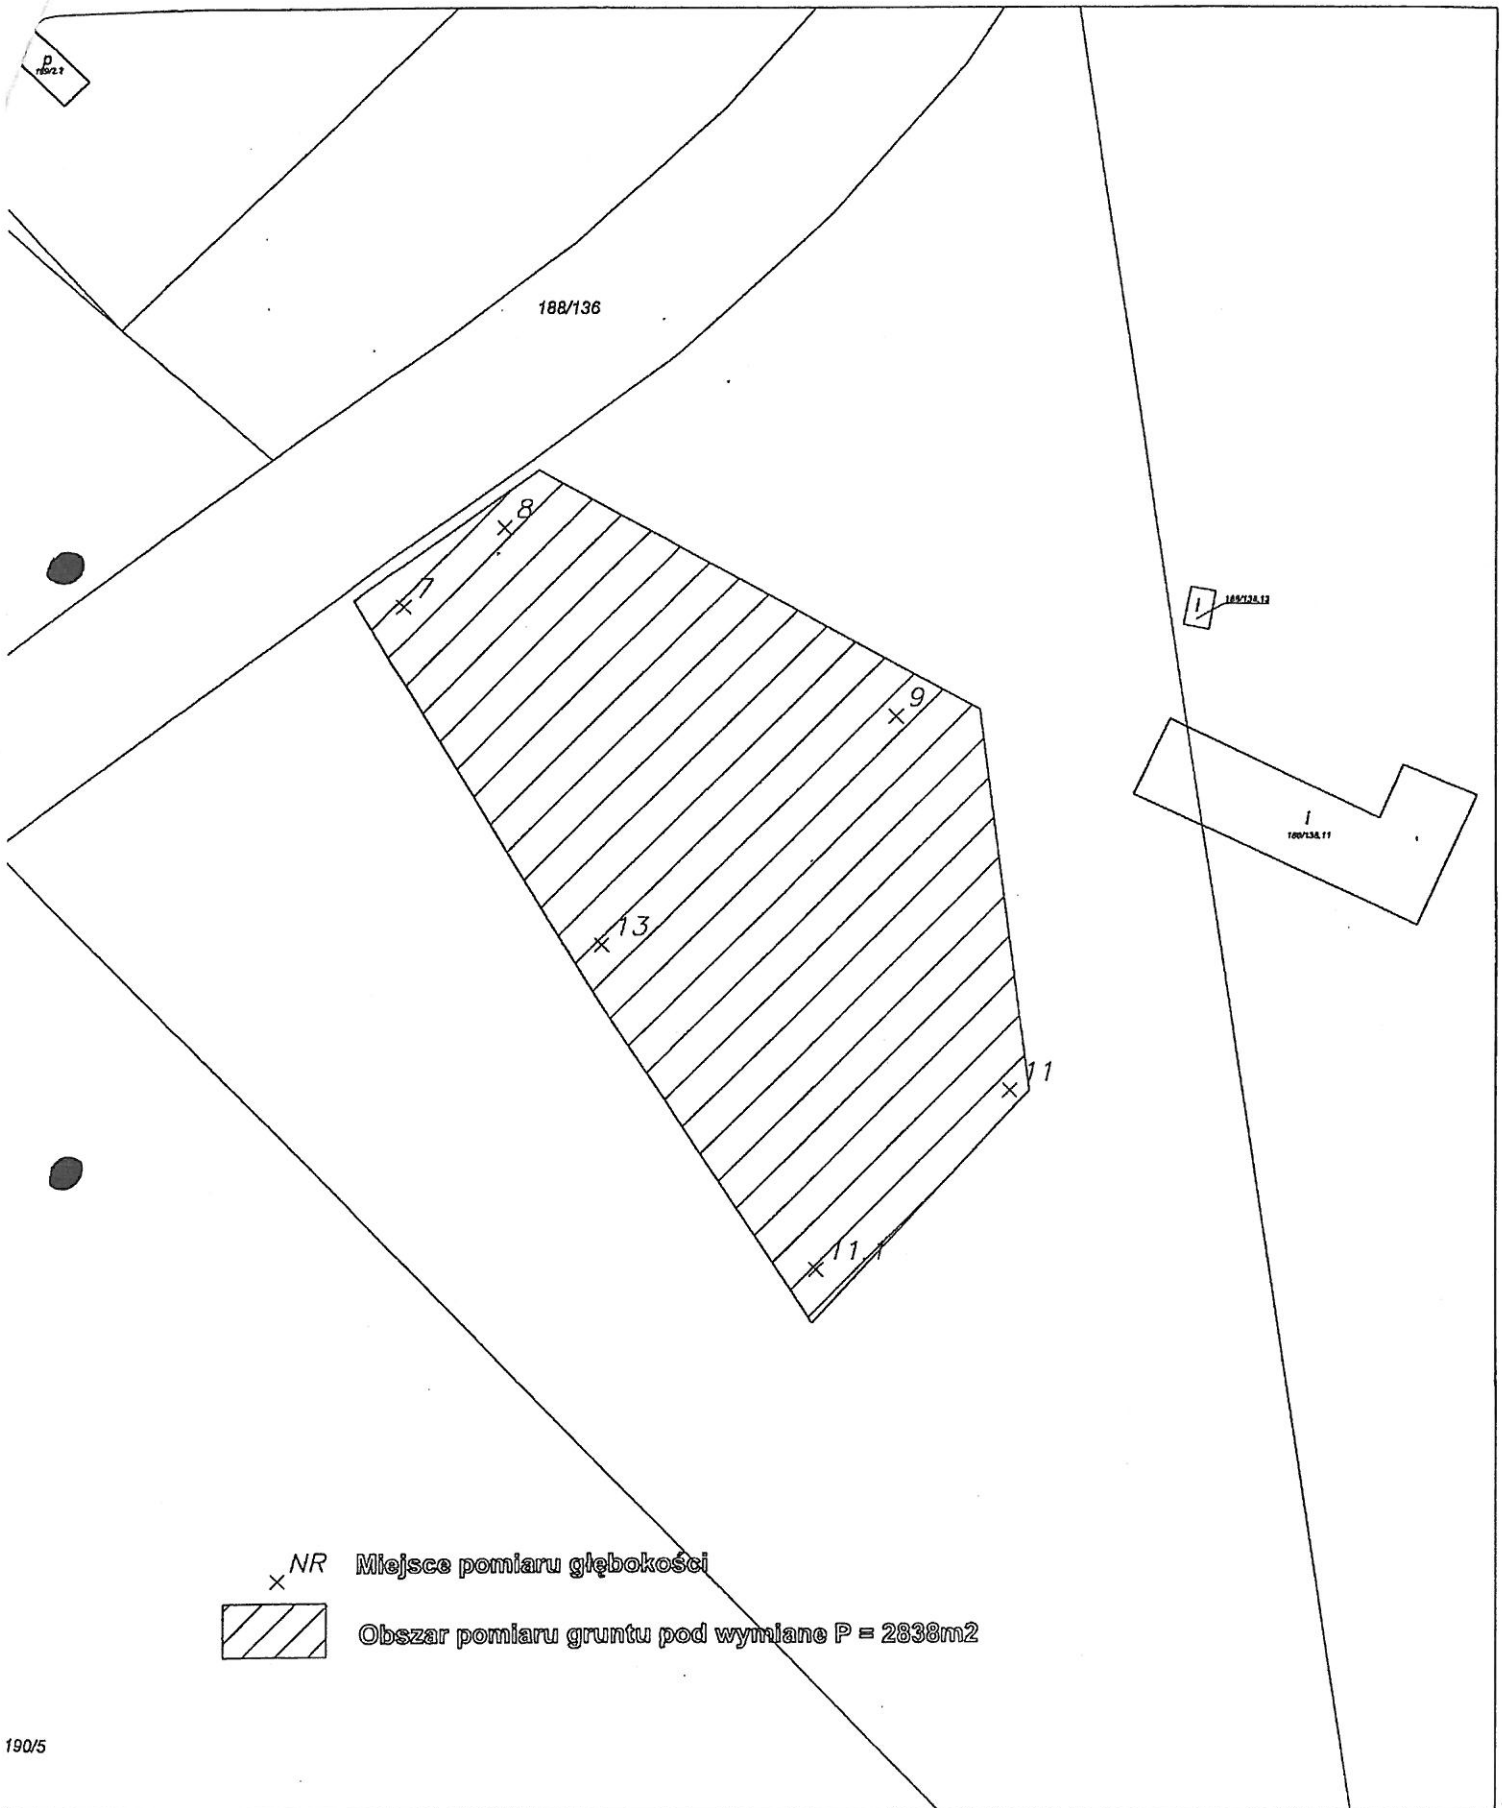 p
188/136
8
7
i
9
i
13
11
11.1
NR Miejsce pomiaru głębokości
Obszar pomiaru gruntu pod wymiane P = 2838m2
190/5